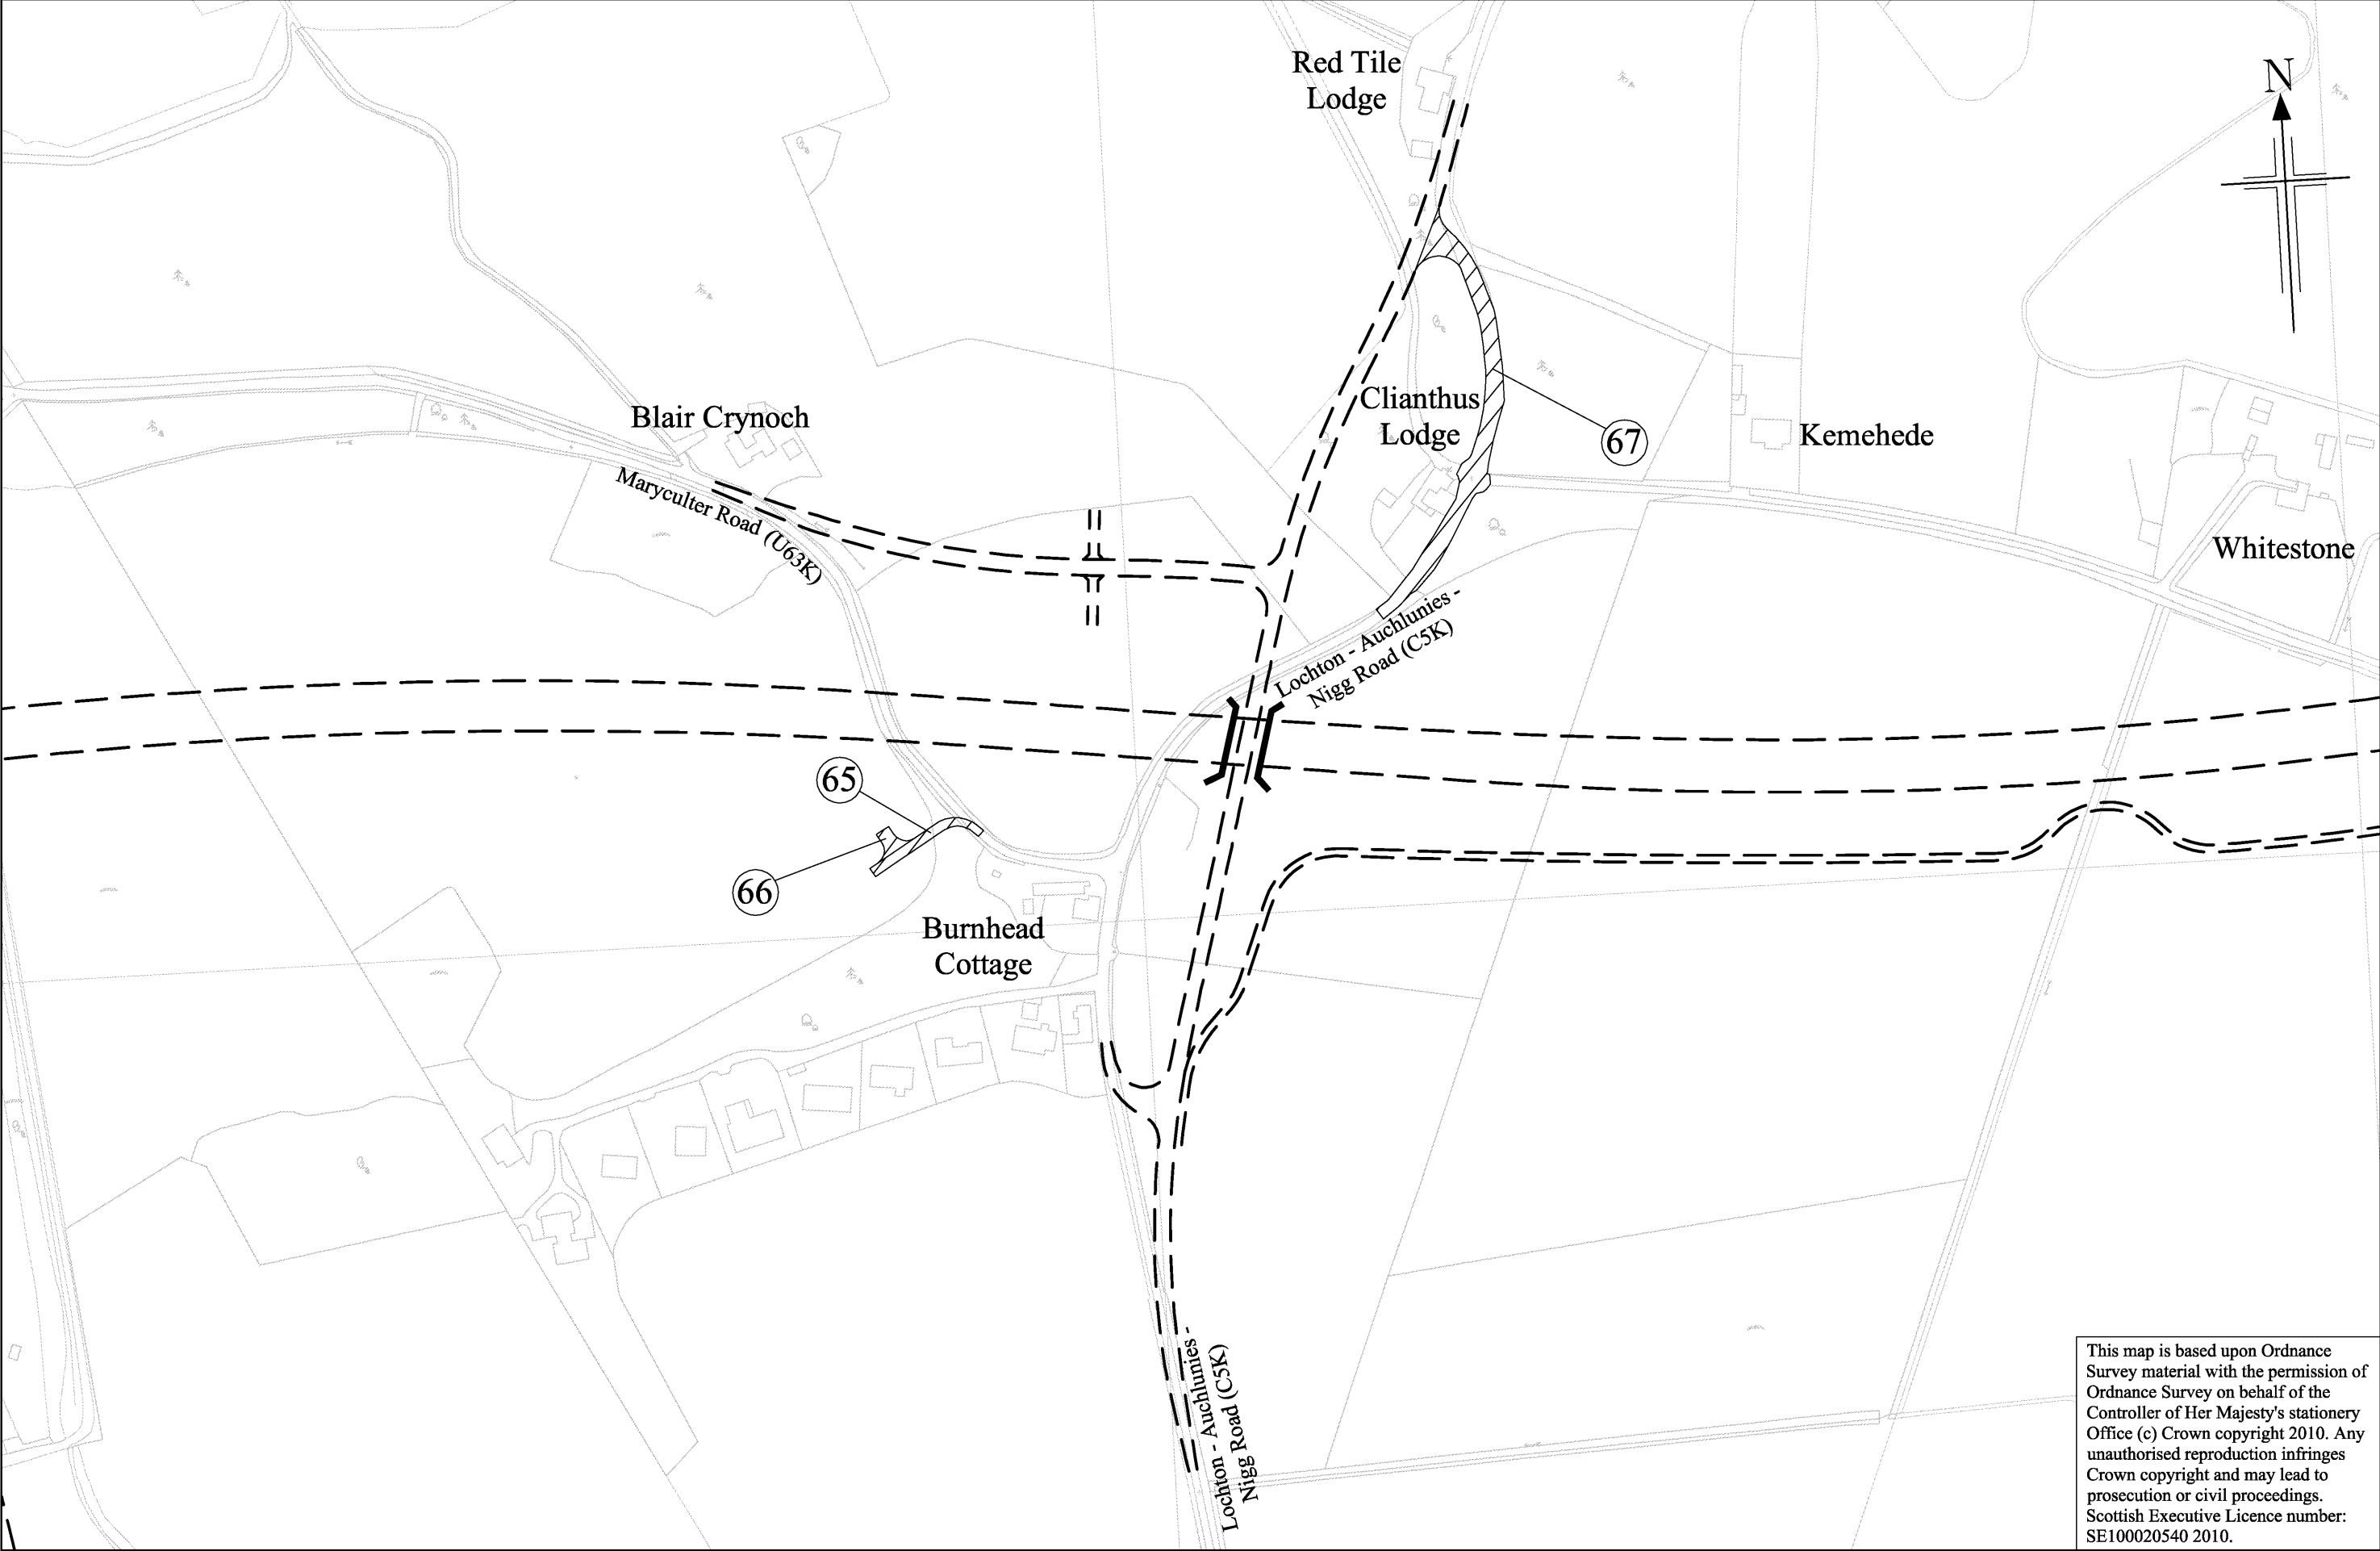 Red Tile
Lodge
N
Clianthus
Lodge
67
Blair Crynoch
Kemehede
Maryculter Road (U63K)
Whitestone
Lochton - Auchlunies -
Nigg Road (C5K)
65
66
Burnhead
Cottage
Lochton - Auchlunies -
Nigg Road (C5K)
This map is based upon Ordnance
Survey material with the permission of
Ordnance Survey on behalf of the
Controller of Her Majesty's stationery
Office (c) Crown copyright 2010. Any
unauthorised reproduction infringes
Crown copyright and may lead to
prosecution or civil proceedings.
Scottish Executive Licence number:
SE100020540 2010.